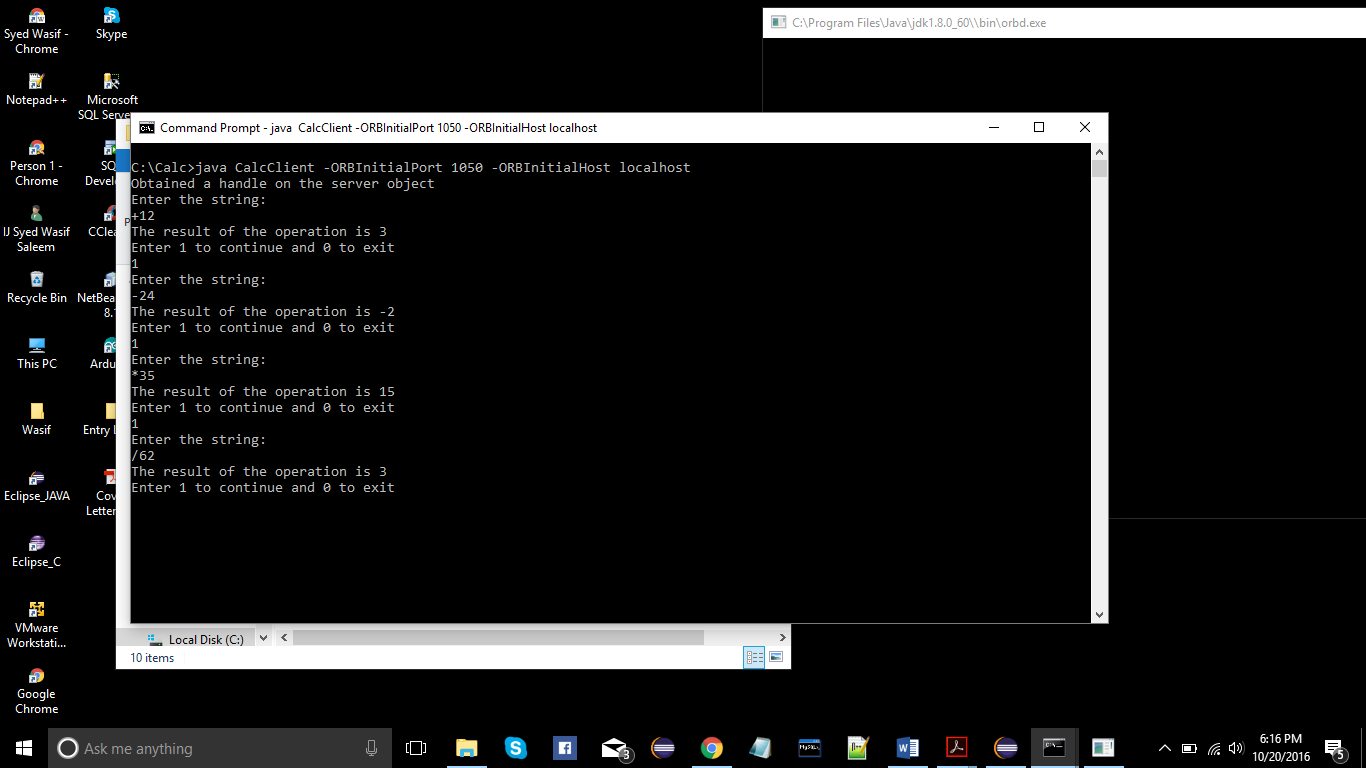 Syed Wasif -
Chrome
Skype
Notepad++
Microsoft
SQL Serve
Person 1 -
Chrome
SQ
Devel
IJ Syed Wasif
Saleem
CClea
Recycle Bin
NetBea
8.
This PC
Ardu
Wasif
Entry
Eclipse_JAVA
Cov
Letter
Eclipse_C
VMware
Workstati...
Google
Chrome
C:\Program Files\Java\jdk1.8.0_60\\bin\orbd.exe
Command Prompt - java  CalcClient -ORBInitialPort 1050 -ORBInitialHost localhost
C:\Calc>java CalcClient -ORBInitialPort 1050 -ORBInitialHost localhost
Obtained a handle on the server object
Enter the string:
+12
The result of the operation is 3
Enter 1 to continue and 0 to exit
1
Enter the string:
-24
The result of the operation is -2
Enter 1 to continue and 0 to exit
1
Enter the string:
*35
The result of the operation is 15
Enter 1 to continue and 0 to exit
1
Enter the string:
/62
The result of the operation is 3
Enter 1 to continue and 0 to exit
Local Disk (C:)
10 items
Ask me anything
3
MySQL
6:16 PM
10/20/2016
5